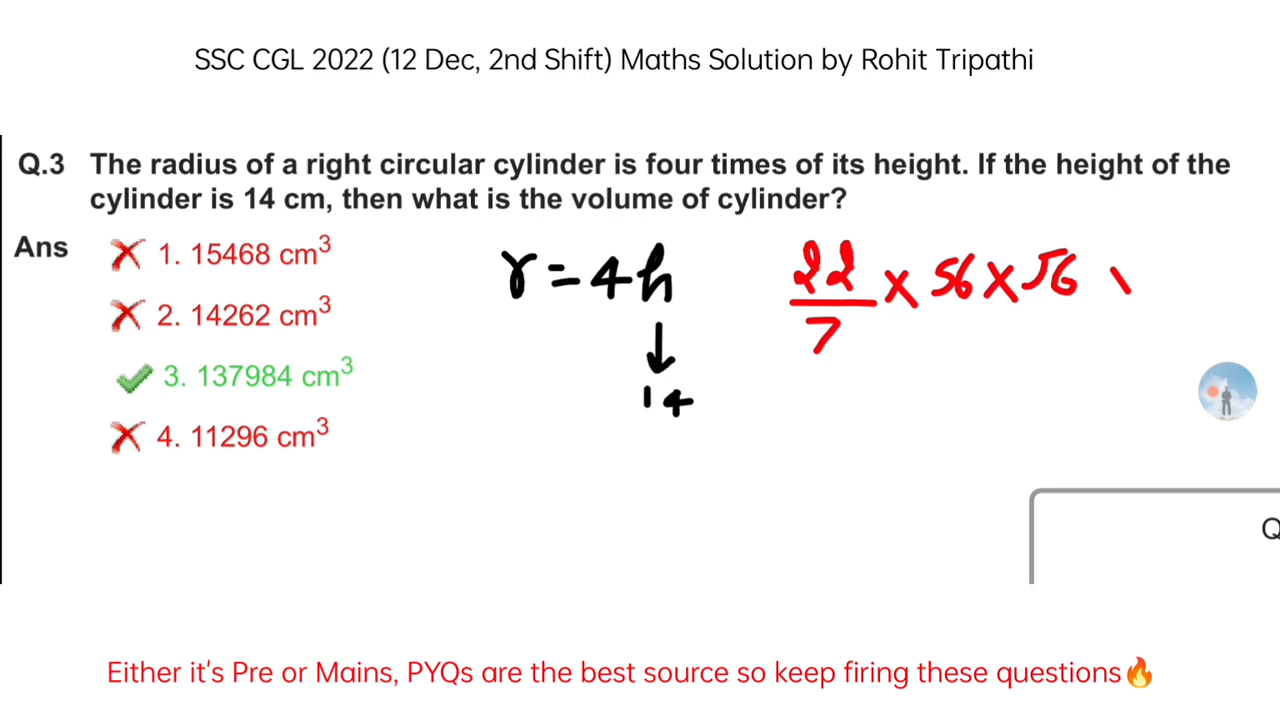 SSC CGL 2022 (12 Dec, 2nd Shift) Maths Solution by Rohit Tripathi
Q.3 The radius of a right circular cylinder is four times of its height. If the height of the
cylinder is 14 cm, then what is the volume of cylinder?
Ans
1. 15468 cm³
2. 14262 cm³
3. 137984 cm³
4. 11296 cm³
r = 4h
↓
14
22/7 × 56 × 56 \
Q
Either it's Pre or Mains, PYQs are the best source so keep firing these questions🔥